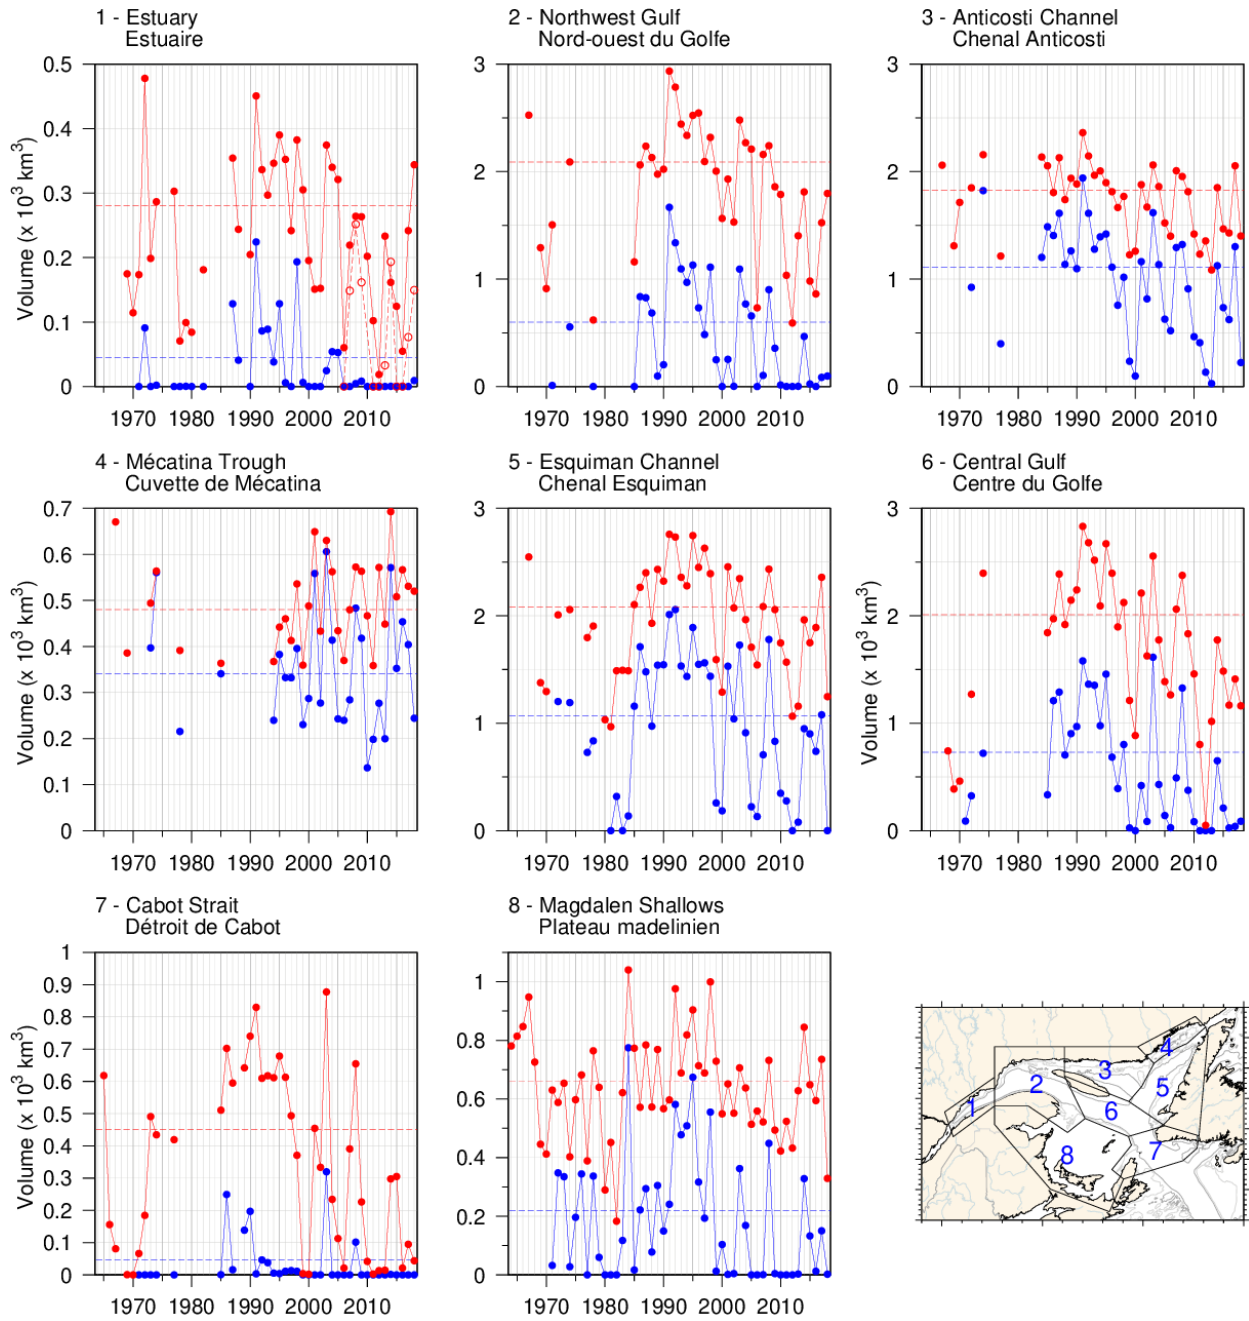 1 - Estuary
Estuaire
2 - Northwest Gulf
Nord-ouest du Golfe
3 - Anticosti Channel
Chenal Anticosti
Volume (x 10³ km³)
0.5
0.4
0.3
0.2
0.1
0
1970 1980 1990 2000 2010
3
2
1
0
1970 1980 1990 2000 2010
3
2
1
0
1970 1980 1990 2000 2010
4 - Mécatina Trough
Cuvette de Mécatina
5 - Esquiman Channel
Chenal Esquiman
6 - Central Gulf
Centre du Golfe
Volume (x 10³ km³)
0.7
0.6
0.5
0.4
0.3
0.2
0.1
0
1970 1980 1990 2000 2010
3
2
1
0
1970 1980 1990 2000 2010
Volume (x 10³ km³)
3
2
1
0
1970 1980 1990 2000 2010
7 - Cabot Strait
Détroit de Cabot
8 - Magdalen Shallows
Plateau madelinien
Volume (x 10³ km³)
1
0.9
0.8
0.7
0.6
0.5
0.4
0.3
0.2
0.1
0
1970 1980 1990 2000 2010
1
0.8
0.6
0.4
0.2
0
1970 1980 1990 2000 2010
4
3
2
5
1
6
7
8